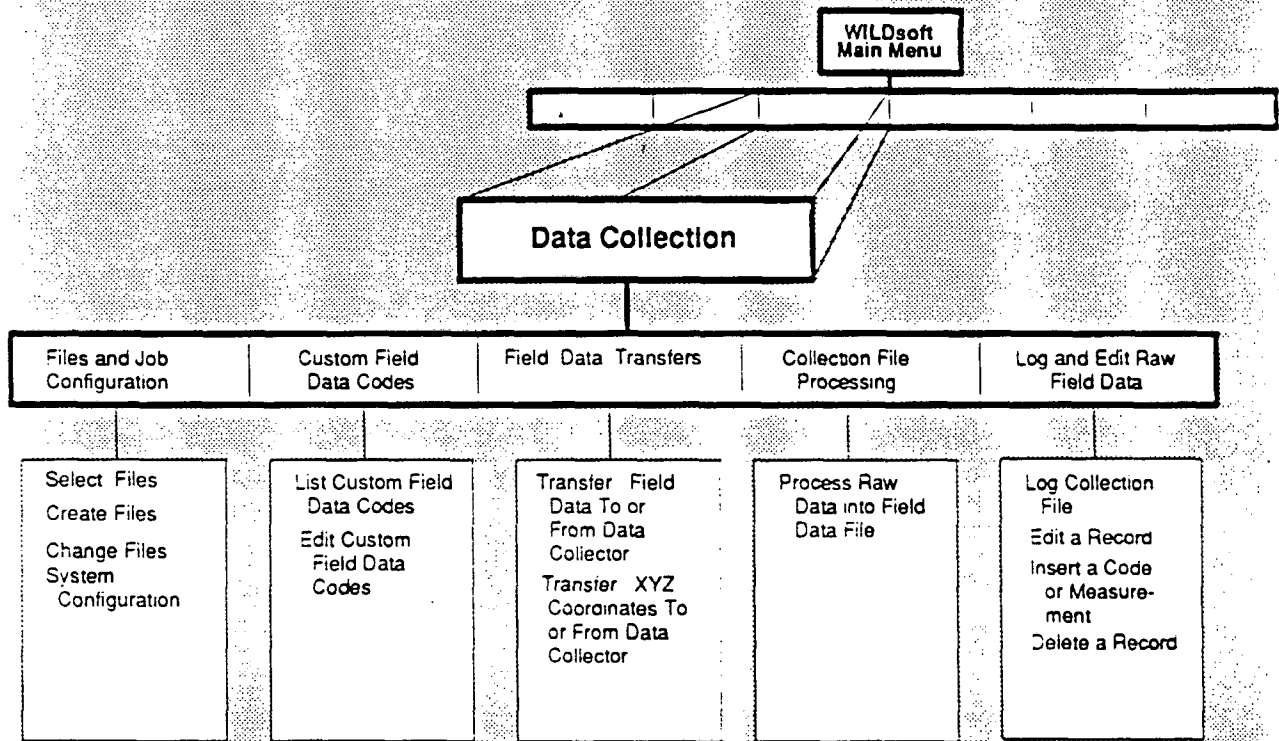 WILDsoft
Main Menu
Data Collection
Files and Job
Configuration
Custom Field
Data Codes
Field Data Transfers
Collection File
Processing
Log and Edit Raw
Field Data
Select Files
Create Files
Change Files
System
Configuration
List Custom Field
Data Codes
Edit Custom
Field Data
Codes
Transfer Field
Data To or
From Data
Collector
Transfer XYZ
Coordinates To
or From Data
Collector
Process Raw
Data into Field
Data File
Log Collection
File
Edit a Record
Insert a Code
or Measure-
ment
Delete a Record